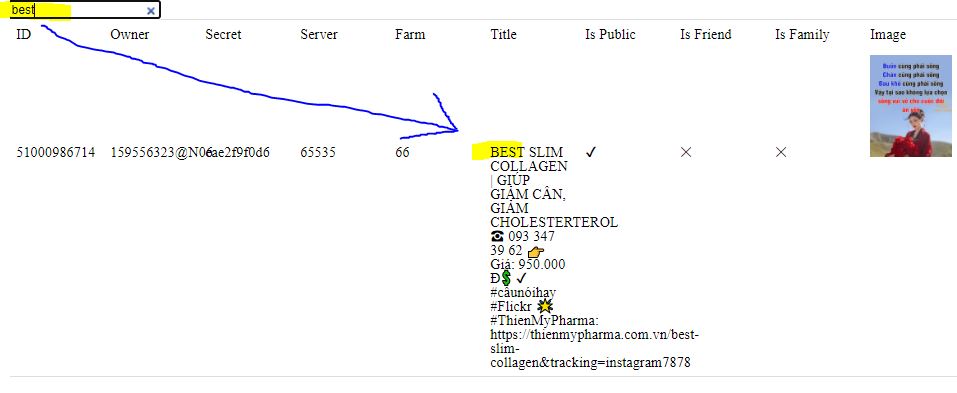 best
ID Owner Secret Server Farm Title Is Public Is Friend Is Family Image
Buồn cũng phải sống
Chán cũng phải sống
Đau khổ cũng phải sống
Vậy tại sao không lựa chọn
sống vui vẻ cho cuộc đời
an yên
51000986714 159556323@N06 6ae2f9f0d6 65535 66 BEST SLIM ✓ × ×
COLLAGEN
| GIÚP
GIẢM CÂN,
GIẢM
CHOLESTERTEROL
☎ 093 347
39 62 👉
Giá: 950.000
Đ💲 ✓
#câunóihay
#Flickr 💥
#ThienMyPharma:
https://thienmypharma.com.vn/best-
slim-
collagen&tracking=instagram7878